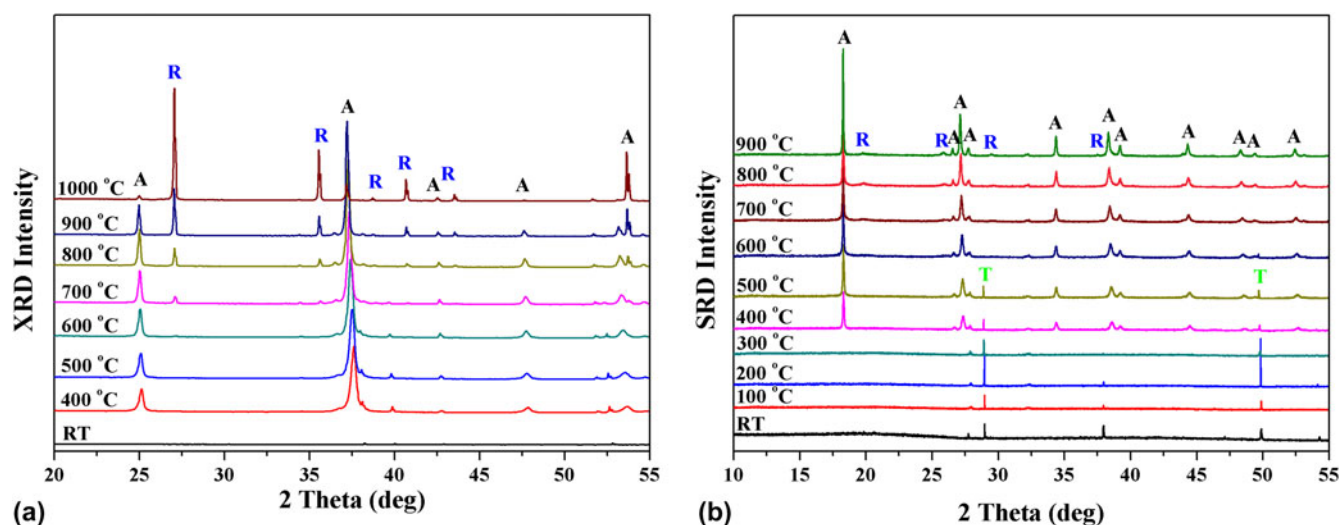 XRD Intensity
R
A
A
R
R
R
R
A
A
A
1000 °C
900 °C
800 °C
700 °C
600 °C
500 °C
400 °C
RT
20 25 30 35 40 45 50 55
2 Theta (deg)
(a)
SRD Intensity
A
R
R
A
A
A
R
A
R
A
A
A
A
A
A
900 °C
800 °C
700 °C
600 °C
T
T
500 °C
400 °C
300 °C
200 °C
100 °C
RT
10 15 20 25 30 35 40 45 50 55
2 Theta (deg)
(b)